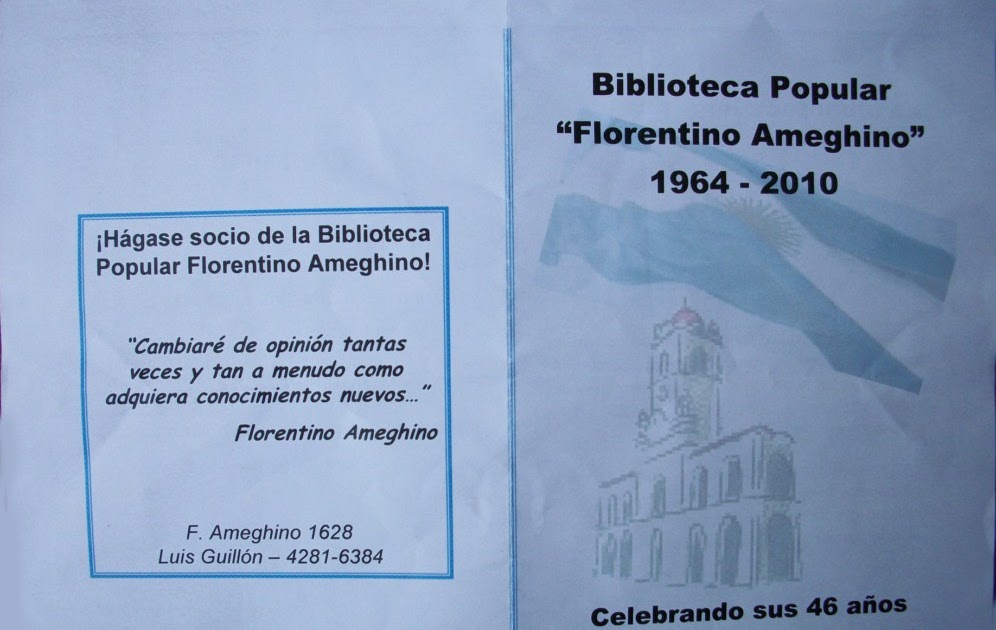 ¡Hágase socio de la Biblioteca
Popular Florentino Ameghino!
"Cambiaré de opinión tantas
veces y tan a menudo como
adquiera conocimientos nuevos…"
Florentino Ameghino
F. Ameghino 1628
Luis Guillón – 4281-6384
Biblioteca Popular
“Florentino Ameghino”
1964 - 2010
Celebrando sus 46 años